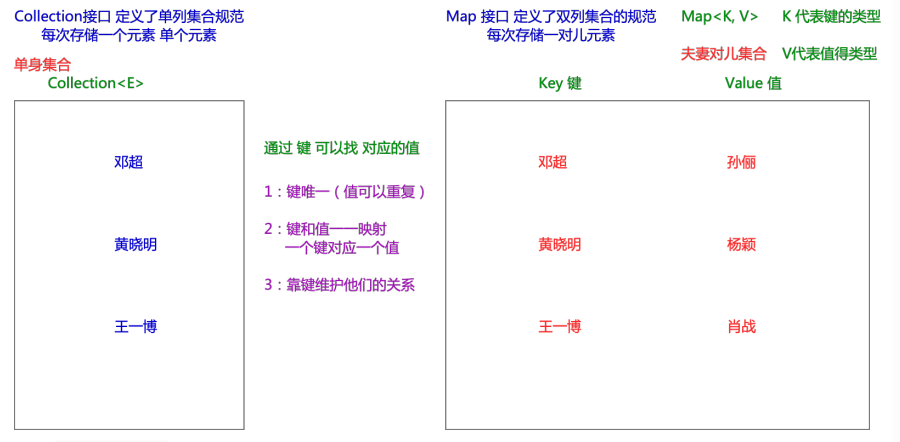 Collection接口 定义了单列集合规范
每次存储一个元素 单个元素
单身集合
Collection<E>
邓超
黄晓明
王一博
通过 键 可以找 对应的值
1：键唯一（值可以重复）
2：键和值一一映射
一个键对应一个值
3：靠键维护他们的关系
Map 接口 定义了双列集合的规范
每次存储一对儿元素
Map<K, V> K 代表键的类型
夫妻对儿集合 V代表值得类型
Key 键 Value 值
邓超 孙俪
黄晓明 杨颖
王一博 肖战